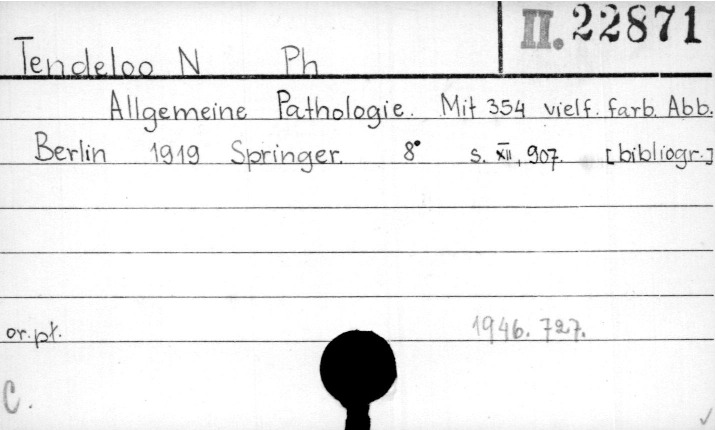 II. 22871
Tendeloo N Ph
Allgemeine Pathologie. Mit 354 vielf. farb. Abb.
Berlin 1919 Springer. 8° s. XII, 907. [bibliogr.]
or. pł. 1946. 727.
C.